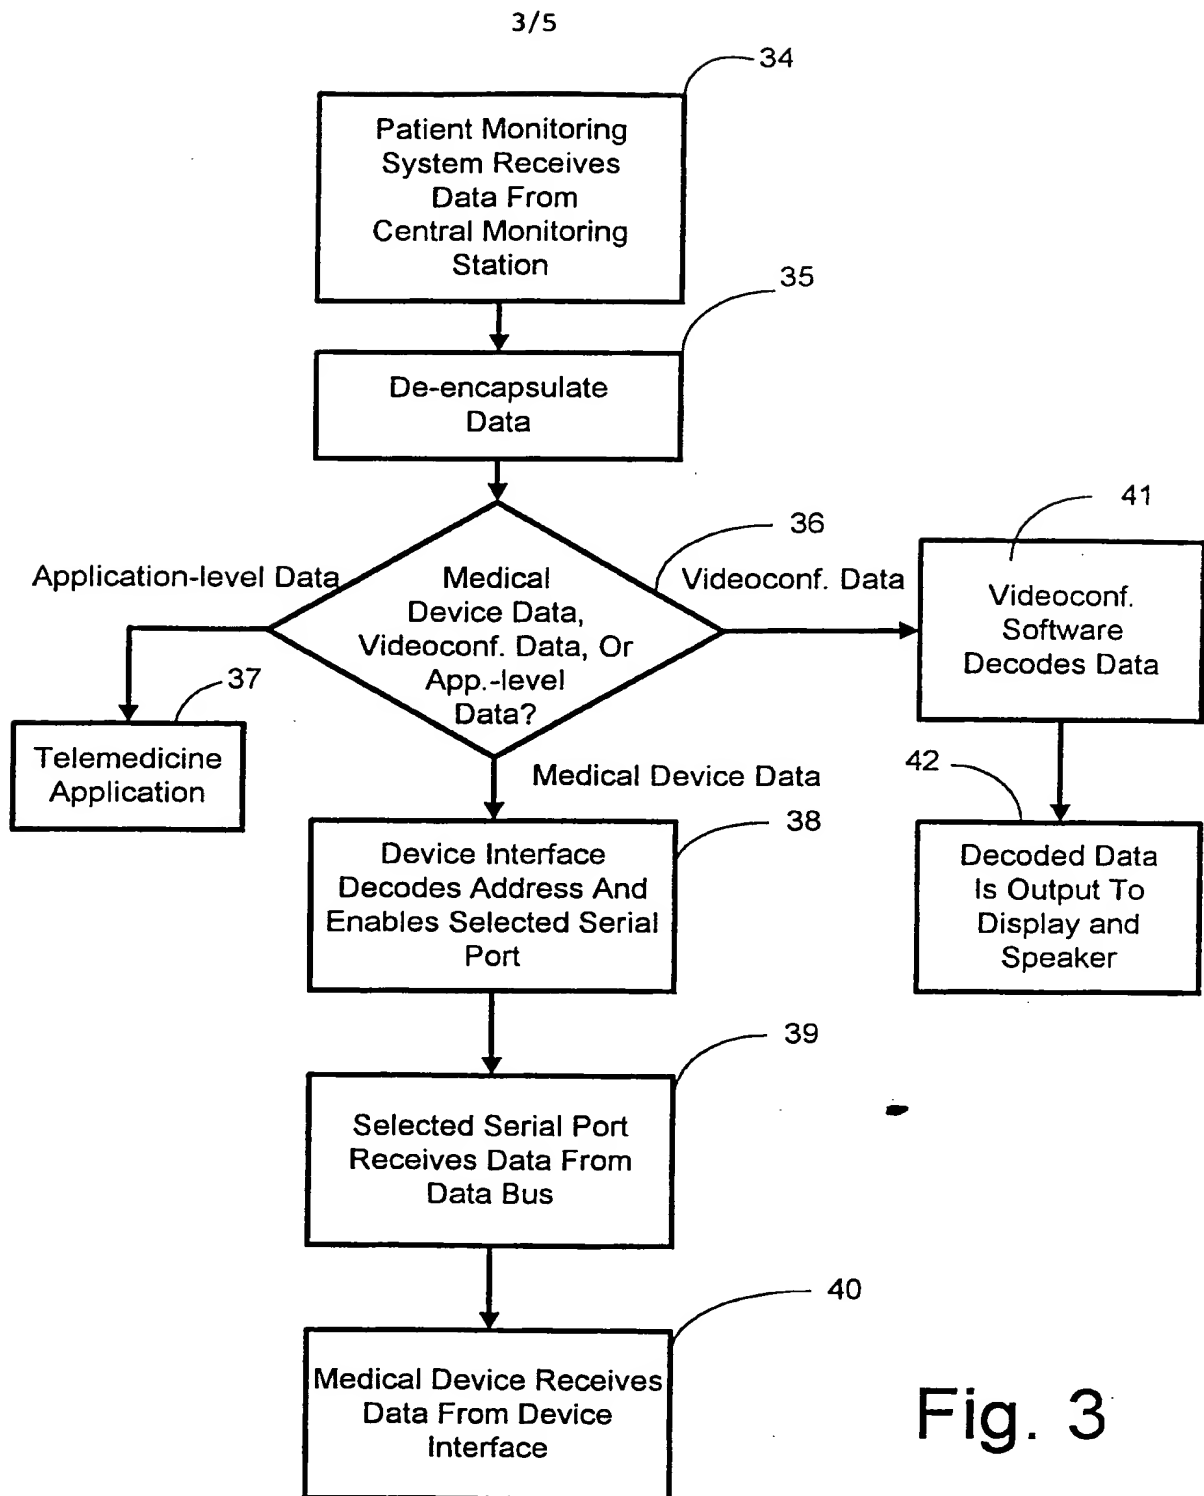 3/5
34
Patient Monitoring
System Receives
Data From
Central Monitoring
Station
35
De-encapsulate
Data
36
Application-level Data
Medical
Device Data,
Videoconf. Data, Or
App.-level
Data?
Videoconf. Data
41
Videoconf.
Software
Decodes Data
37
Telemedicine
Application
Medical Device Data
42
Decoded Data
Is Output To
Display and
Speaker
38
Device Interface
Decodes Address And
Enables Selected Serial
Port
39
Selected Serial Port
Receives Data From
Data Bus
40
Medical Device Receives
Data From Device
Interface
Fig. 3